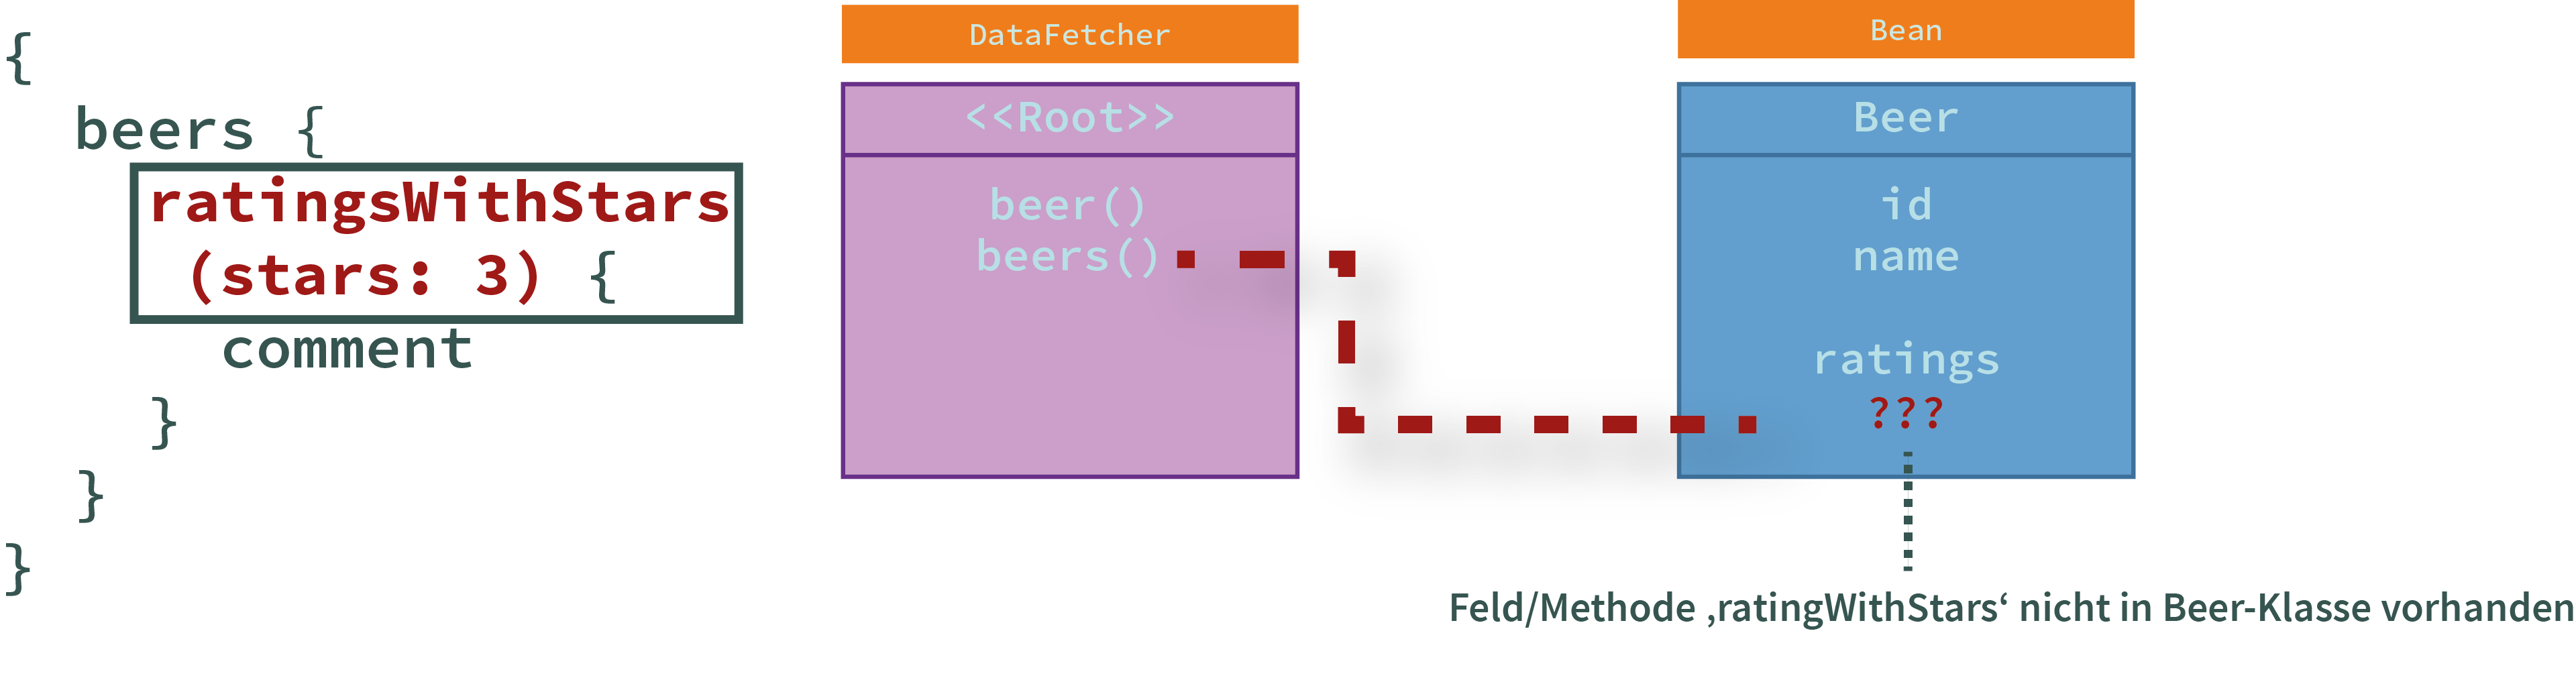 {
beers {
ratingsWithStars
(stars: 3) {
comment
}
}
}
DataFetcher
<<Root>>
beer()
beers()
Bean
Beer
id
name
ratings
???
Feld/Methode ‚ratingWithStars‘ nicht in Beer-Klasse vorhanden